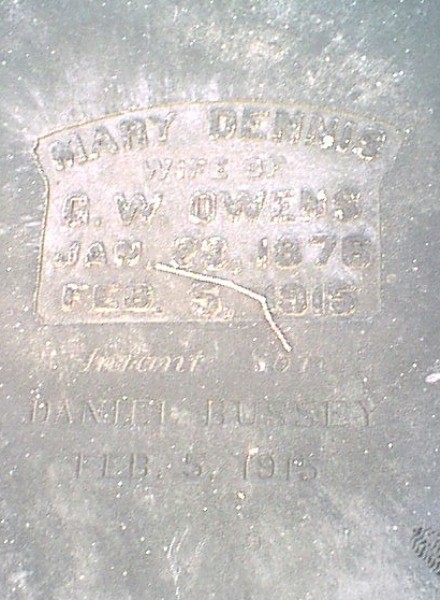 MARY DENNIS
WIFE OF
G. W. OWENS
JAN. 23, 1876
FEB. 5, 1915
Infant Son
DANIEL BUSSEY
FEB. 5, 1915